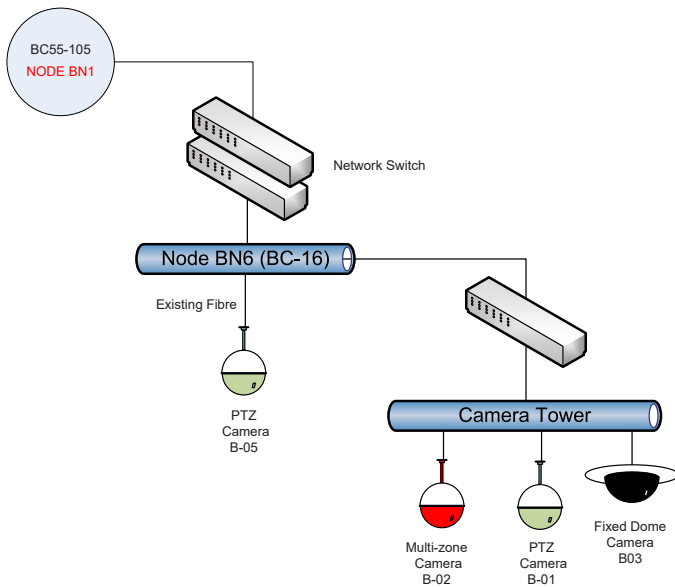 BC55-105
NODE BN1
Network Switch
Node BN6 (BC-16)
Existing Fibre
PTZ
Camera
B-05
Camera Tower
Multi-zone
Camera
B-02
PTZ
Camera
B-01
Fixed Dome
Camera
B03